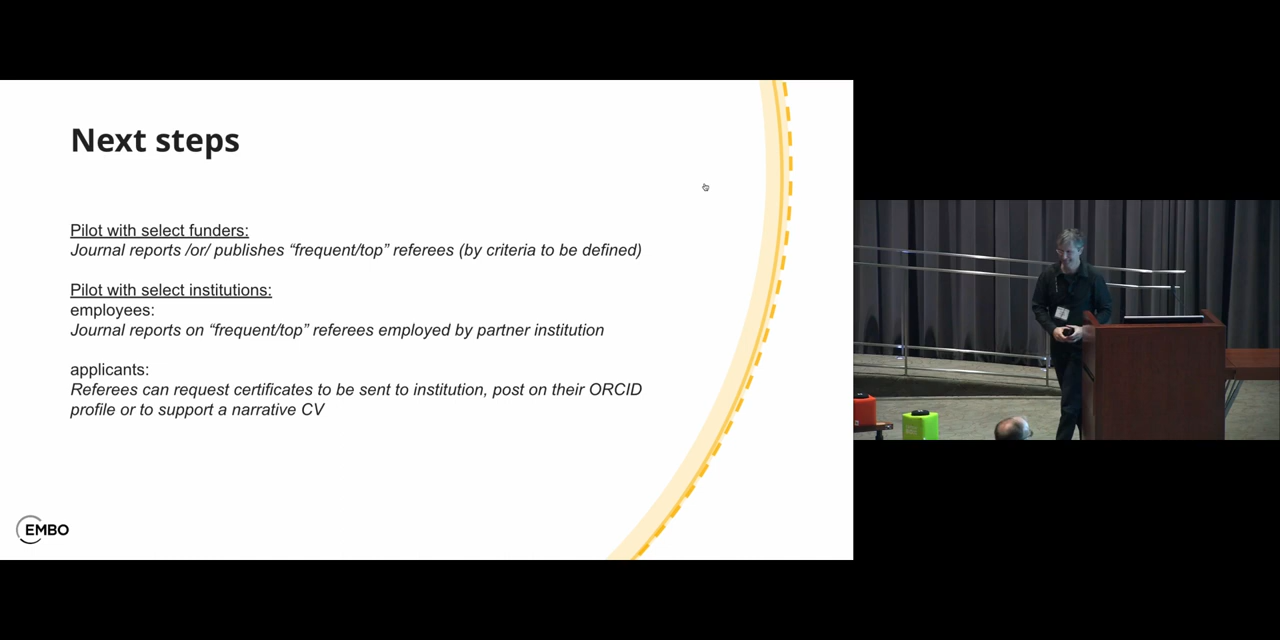 Next steps
Pilot with select funders:
Journal reports /or/ publishes “frequent/top” referees (by criteria to be defined)
Pilot with select institutions:
employees:
Journal reports on “frequent/top” referees employed by partner institution
applicants:
Referees can request certificates to be sent to institution, post on their ORCID
profile or to support a narrative CV
EMBO